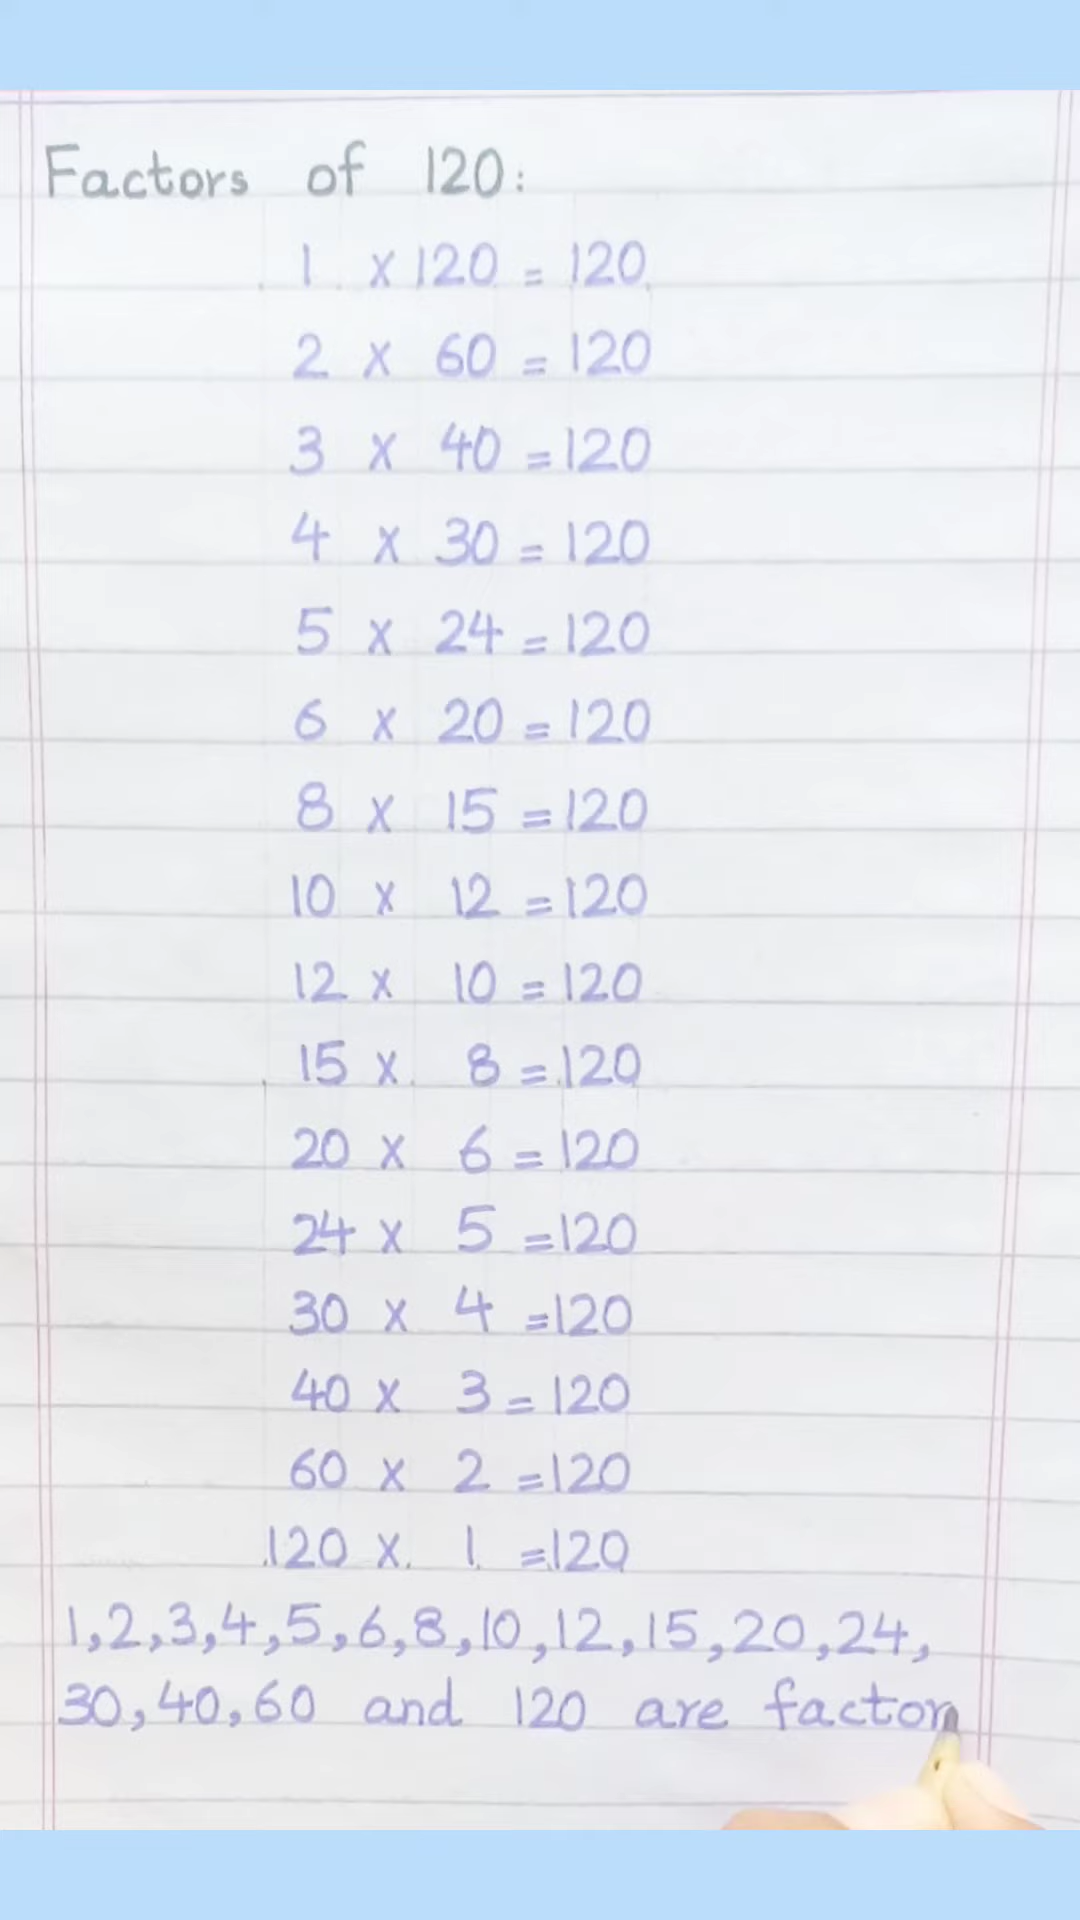 Factors of 120:
1 x 120 = 120
2 x 60 = 120
3 x 40 = 120
4 x 30 = 120
5 x 24 = 120
6 x 20 = 120
8 x 15 = 120
10 x 12 = 120
12 x 10 = 120
15 x 8 = 120
20 x 6 = 120
24 x 5 = 120
30 x 4 = 120
40 x 3 = 120
60 x 2 = 120
120 x 1 = 120
1,2,3,4,5,6,8,10,12,15,20,24,
30,40,60 and 120 are factor